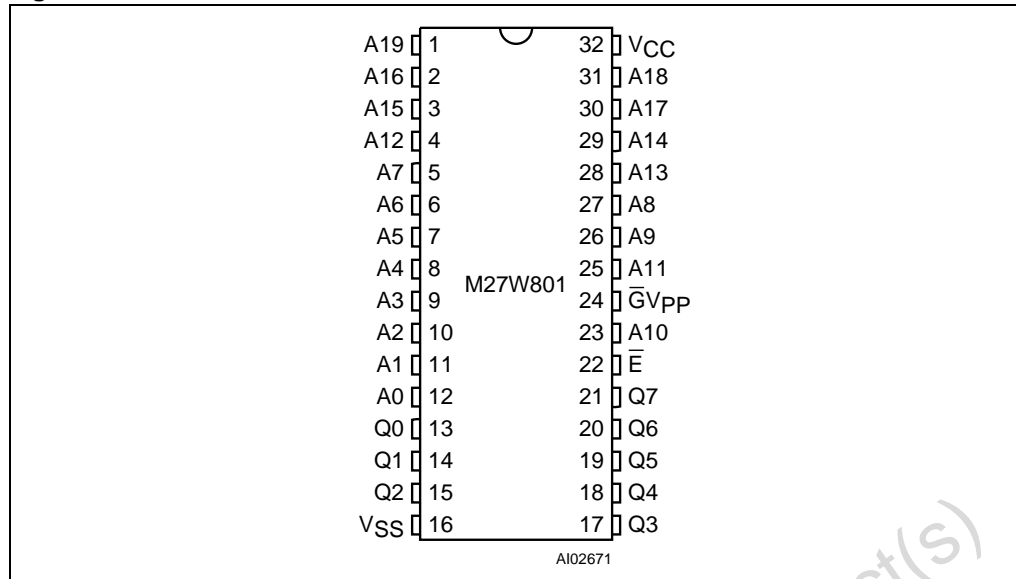 A19 1 32 VCC
A16 2 31 A18
A15 3 30 A17
A12 4 29 A14
A7 5 28 A13
A6 6 27 A8
A5 7 26 A9
A4 8 25 A11
M27W801
A3 9 24 G̅VPP
A2 10 23 A10
A1 11 22 E̅
A0 12 21 Q7
Q0 13 20 Q6
Q1 14 19 Q5
Q2 15 18 Q4
VSS 16 17 Q3
AI02671